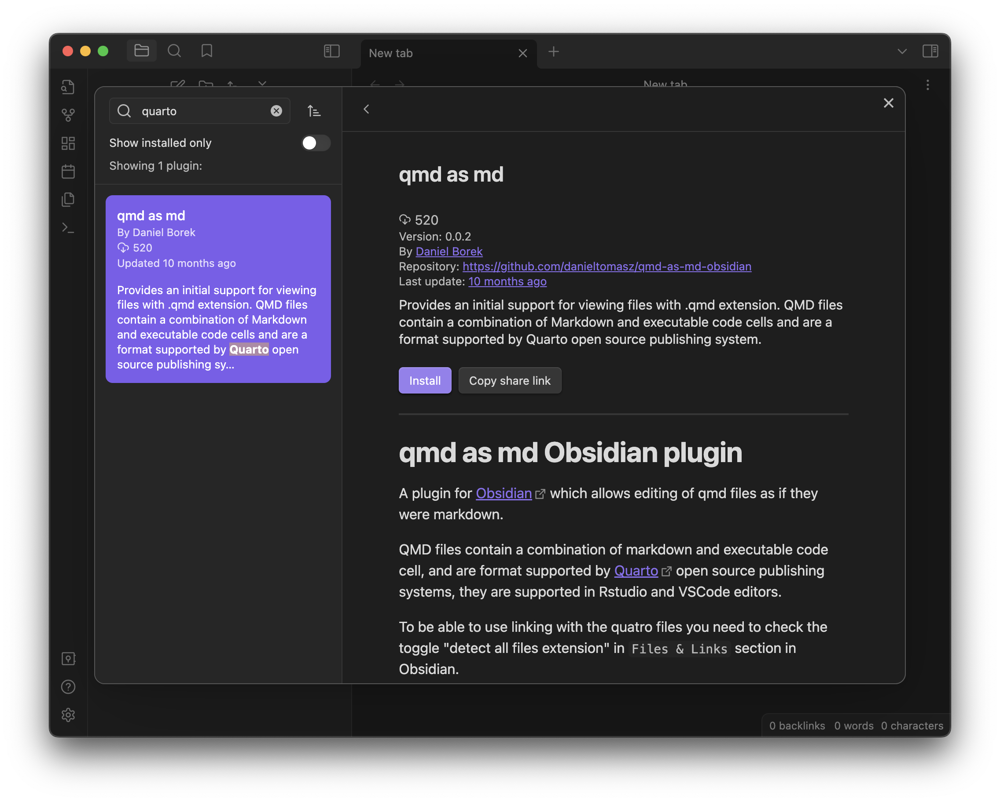 New tab
New tab
quarto
Show installed only
Showing 1 plugin:
qmd as md
By Daniel Borek
520
Updated 10 months ago
Provides an initial support for viewing
files with .qmd extension. QMD files
contain a combination of Markdown
and executable code cells and are a
format supported by Quarto open
source publishing sy...
qmd as md
520
Version: 0.0.2
By Daniel Borek
Repository: https://github.com/danieltomasz/qmd-as-md-obsidian
Last update: 10 months ago
Provides an initial support for viewing files with .qmd extension. QMD files
contain a combination of Markdown and executable code cells and are a
format supported by Quarto open source publishing system.
Install Copy share link
qmd as md Obsidian plugin
A plugin for Obsidian which allows editing of qmd files as if they
were markdown.
QMD files contain a combination of markdown and executable code
cell, and are format supported by Quarto open source publishing
systems, they are supported in Rstudio and VSCode editors.
To be able to use linking with the quatro files you need to check the
toggle "detect all files extension" in Files & Links section in
Obsidian.
0 backlinks 0 words 0 characters